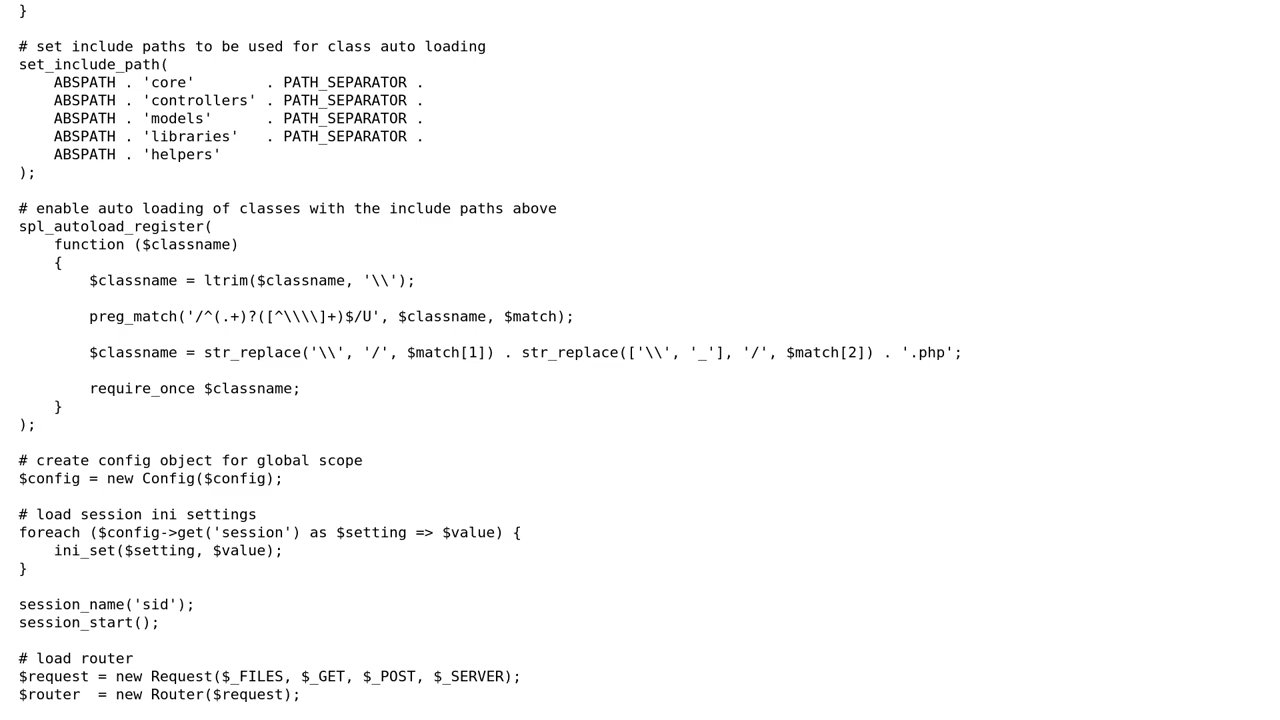 }
# set include paths to be used for class auto loading
set_include_path(
    ABSPATH . 'core'        . PATH_SEPARATOR .
    ABSPATH . 'controllers' . PATH_SEPARATOR .
    ABSPATH . 'models'      . PATH_SEPARATOR .
    ABSPATH . 'libraries'   . PATH_SEPARATOR .
    ABSPATH . 'helpers'
);
# enable auto loading of classes with the include paths above
spl_autoload_register(
    function ($classname)
    {
        $classname = ltrim($classname, '\\');
        preg_match('/^(.+)?([^\\\\]+)$/U', $classname, $match);
        $classname = str_replace('\\', '/', $match[1]) . str_replace(['\\', '_'], '/', $match[2]) . '.php';
        require_once $classname;
    }
);
# create config object for global scope
$config = new Config($config);
# load session ini settings
foreach ($config->get('session') as $setting => $value) {
    ini_set($setting, $value);
}
session_name('sid');
session_start();
# load router
$request = new Request($_FILES, $_GET, $_POST, $_SERVER);
$router  = new Router($request);